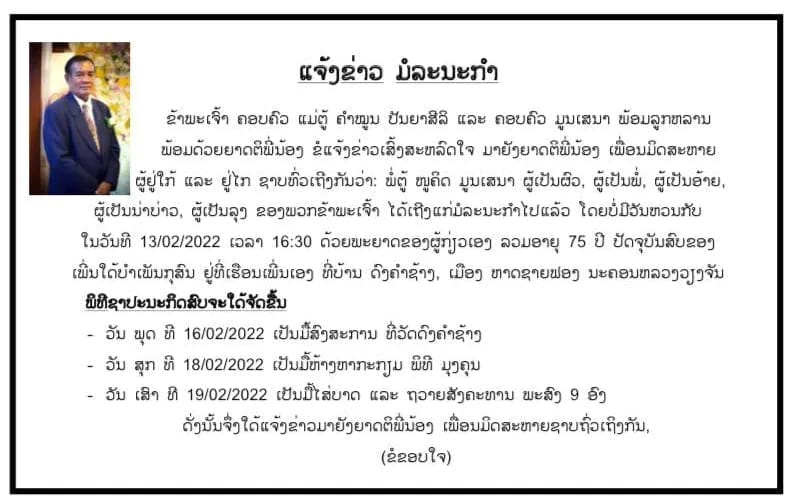 ແຈ້ງຂ່າວ ມໍລະນະກຳ
ຂ້າພະເຈົ້າ ຄອບຄົວ ແມ່ຕູ້ ຄຳໝູນ ປັນຍາສີລິ ແລະ ຄອບຄົວ ມູນເສນາ ພ້ອມລູກຫລານ
ພ້ອມດ້ວຍຍາດຕິພີ່ນ້ອງ ຂໍແຈ້ງຂ່າວເສົ້າສະຫລົດໃຈ ມາຍັງຍາດຕິພີ່ນ້ອງ ເພື່ອນມິດສະຫາຍ
ຜູ້ຢູ່ໃກ້ ແລະ ຢູ່ໄກ ຊາບທົ່ວເຖິງກັນວ່າ: ພໍ່ຕູ້ ໜູຄິດ ມູນເສນາ ຜູ້ເປັນຜົວ, ຜູ້ເປັນພໍ່, ຜູ້ເປັນອ້າຍ,
ຜູ້ເປັນນ່າບ່າວ, ຜູ້ເປັນລຸງ ຂອງພວກຂ້າພະເຈົ້າ ໄດ້ເຖິງແກ່ມໍລະນະກຳໄປແລ້ວ ໂດຍບໍ່ມີວັນຫວນກັບ
ໃນວັນທີ 13/02/2022 ເວລາ 16:30 ດ້ວຍພະຍາດຂອງຜູ້ກ່ຽວເອງ ລວມອາຍຸ 75 ປີ ປັດຈຸບັນສົບຂອງ
ເພິ່ນໃດ້ບຳເພັນກຸສົນ ຢູ່ທີ່ເຮືອນເພິ່ນເອງ ທີ່ບ້ານ ດົງຄຳຊ້າງ, ເມືອງ ຫາດຊາຍຟອງ ນະຄອນຫລວງວຽງຈັນ
ພິທີຊາປະນະກິດສົບຈະໃດ້ຈັດຂື້ນ
- ວັນ ພຸດ ທີ 16/02/2022 ເປັນມື້ສົງສະການ ທີ່ວັດດົງຄຳຊ້າງ
- ວັນ ສຸກ ທີ 18/02/2022 ເປັນມື້ຫ້າງຫາກະກຽມ ພິທີ ມຸງຄຸນ
- ວັນ ເສົາ ທີ 19/02/2022 ເປັນມື້ໄສ່ບາດ ແລະ ຖວາຍສັງຄະທານ ພະສົງ 9 ອົງ
ດັ່ງນັ້ນຈຶ່ງໃດ້ແຈ້ງຂ່າວມາຍັງຍາດຕິພີ່ນ້ອງ ເພື່ອນມິດສະຫາຍຊາບຖົ່ວເຖິງກັນ,
(ຂໍຂອບໃຈ)